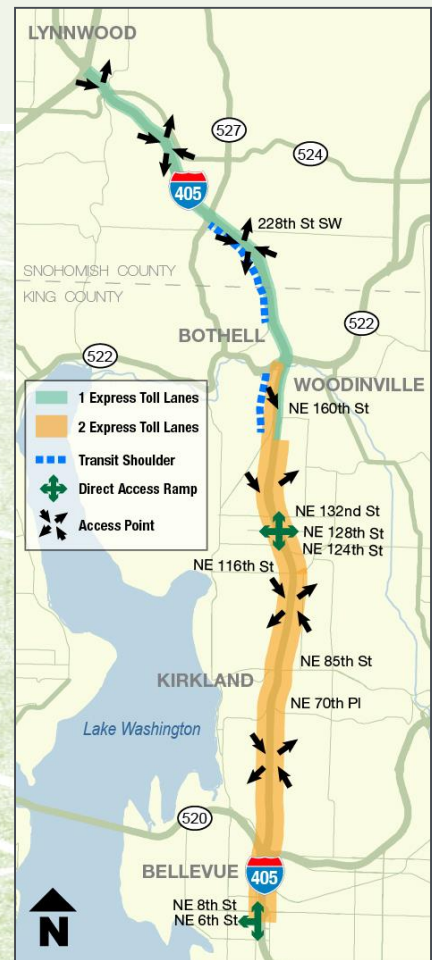 LYNNWOOD
527
524
405
228th St SW
SNOHOMISH COUNTY
KING COUNTY
BOTHELL
522
522
WOODINVILLE
1 Express Toll Lanes
2 Express Toll Lanes
Transit Shoulder
Direct Access Ramp
Access Point
NE 160th St
NE 132nd St
NE 128th St
NE 124th St
NE 116th St
NE 85th St
KIRKLAND
NE 70th Pl
Lake Washington
520
BELLEVUE
405
NE 8th St
NE 6th St
N